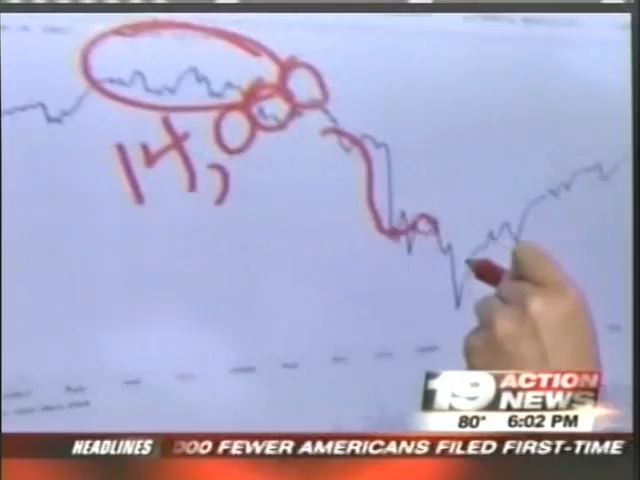 14,000
19 ACTION
NEWS
80° 6:02 PM
HEADLINES 000 FEWER AMERICANS FILED FIRST-TIME